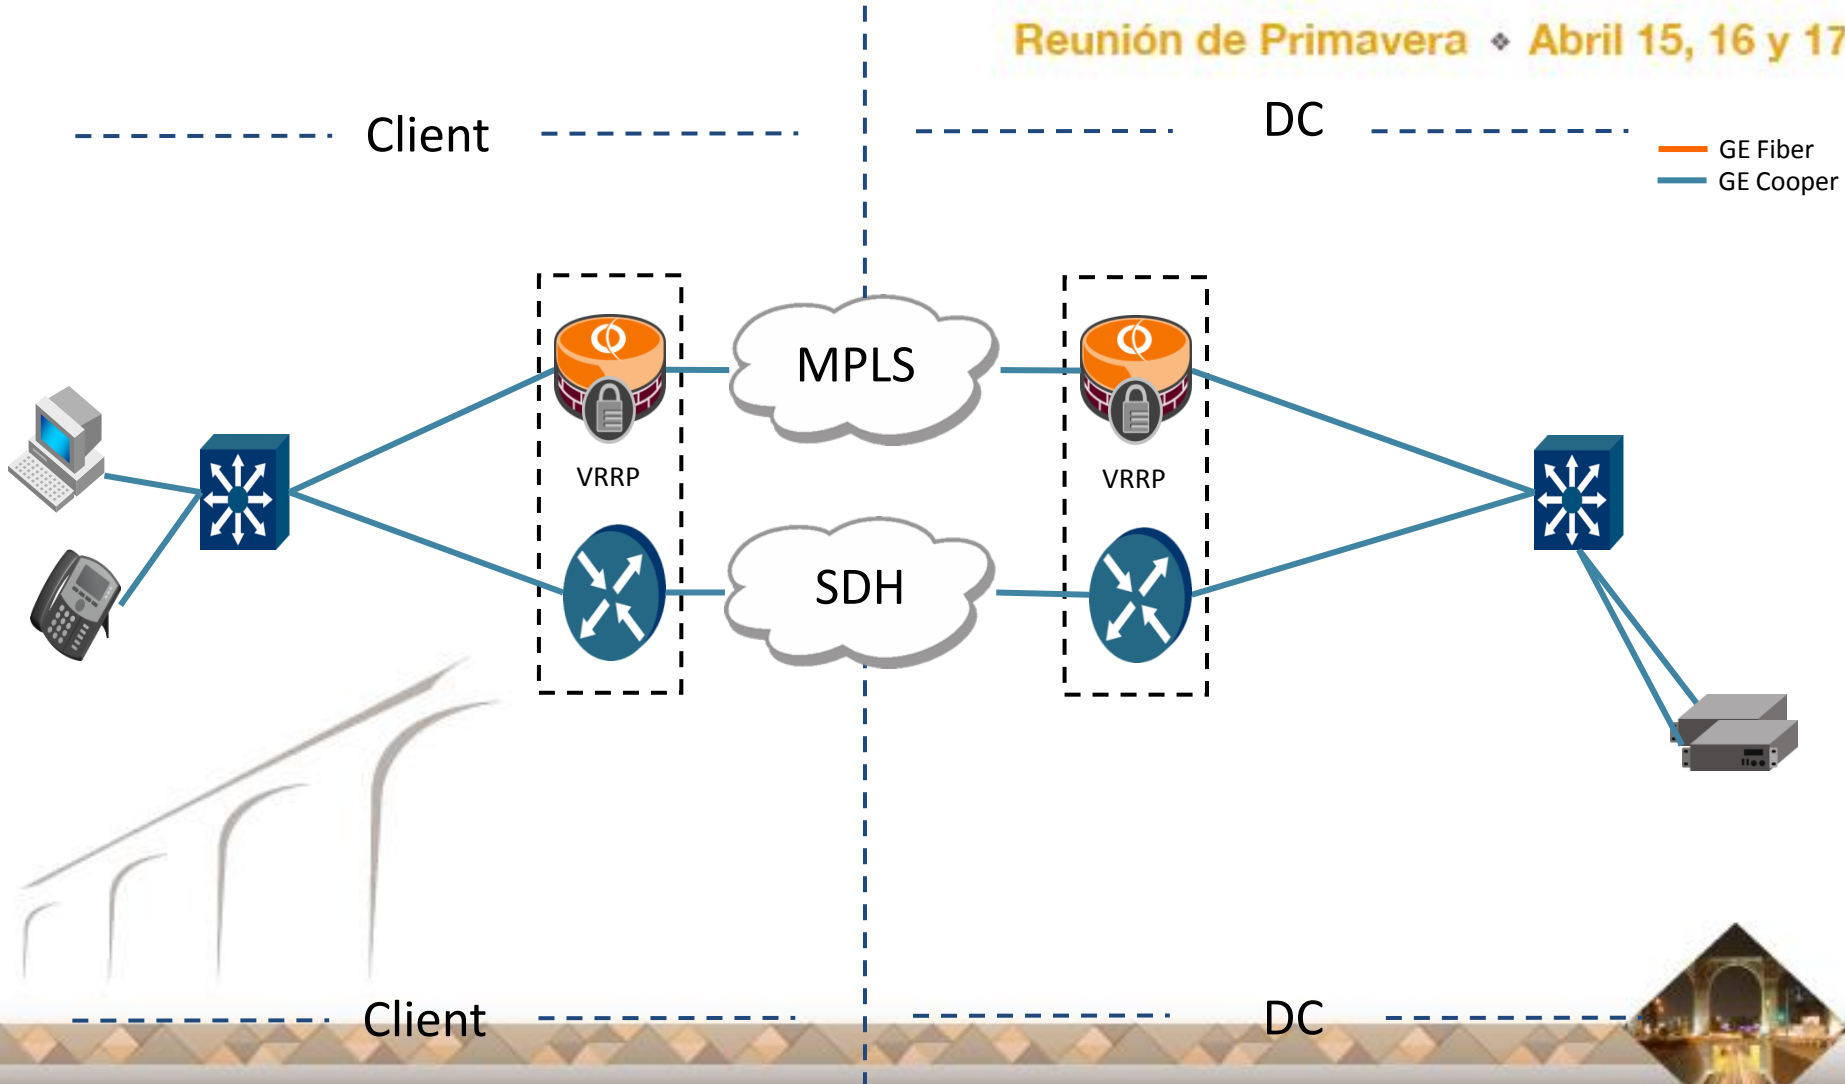 Reunión de Primavera ❖ Abril 15, 16 y 17
Client
DC
GE Fiber
GE Cooper
MPLS
VRRP
VRRP
SDH
Client
DC